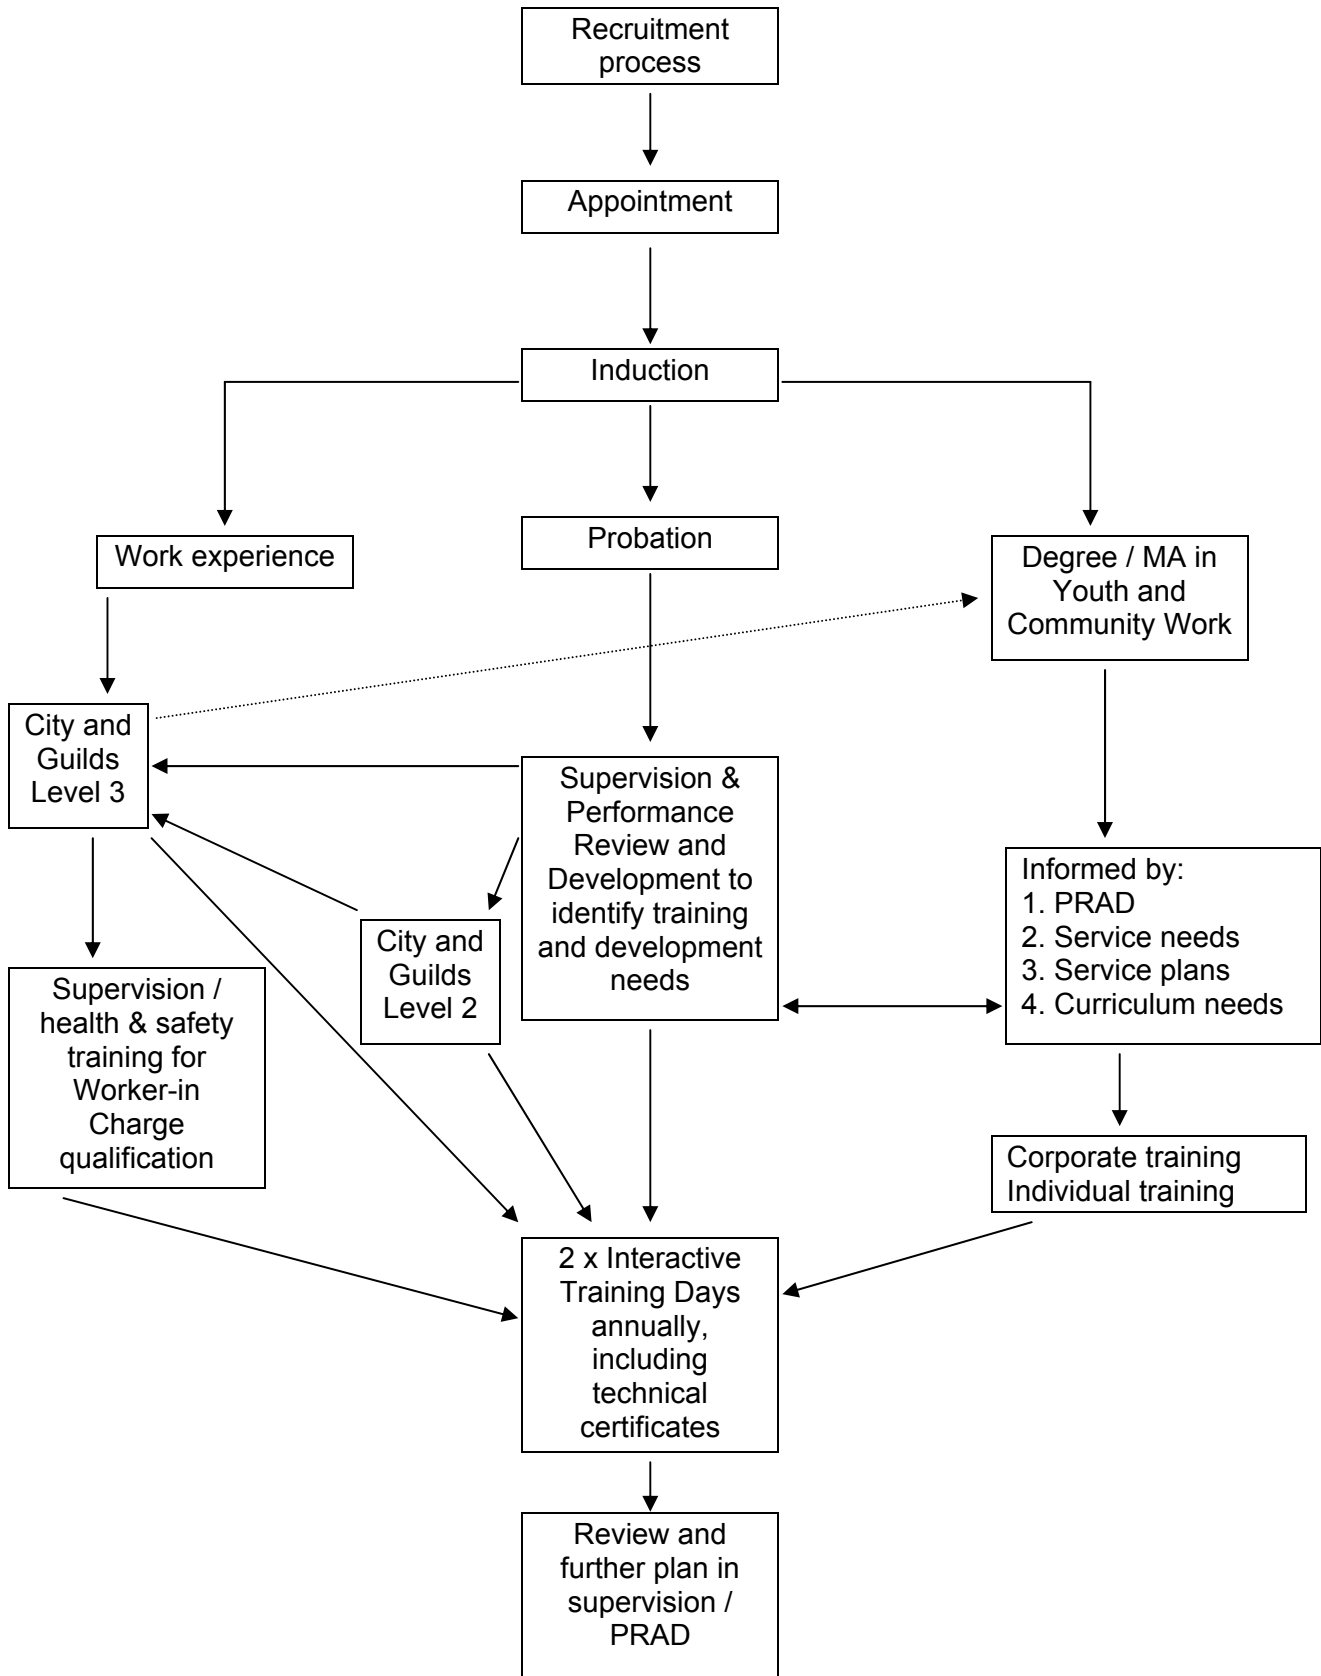 Recruitment
process
Appointment
Induction
Work experience
Probation
Degree / MA in
Youth and
Community Work
City and
Guilds
Level 3
Supervision &
Performance
Review and
Development to
identify training
and development
needs
Informed by:
1. PRAD
2. Service needs
3. Service plans
4. Curriculum needs
City and
Guilds
Level 2
Supervision /
health & safety
training for
Worker-in
Charge
qualification
Corporate training
Individual training
2 x Interactive
Training Days
annually,
including
technical
certificates
Review and
further plan in
supervision /
PRAD